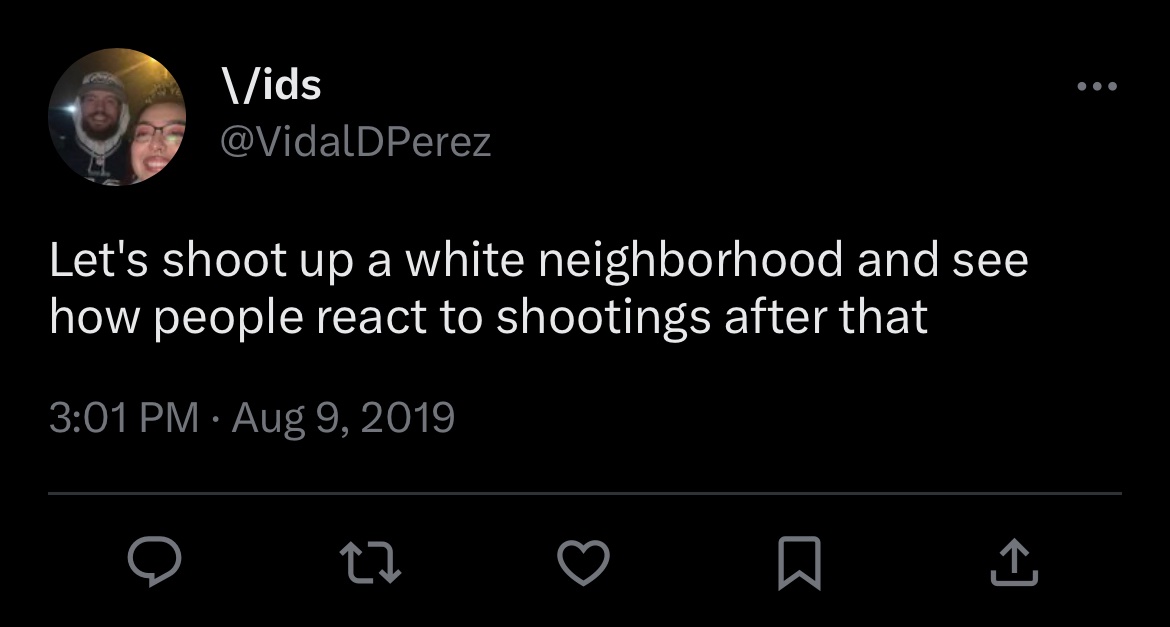 \/ids
@VidalDPerez
Let's shoot up a white neighborhood and see
how people react to shootings after that
3:01 PM · Aug 9, 2019